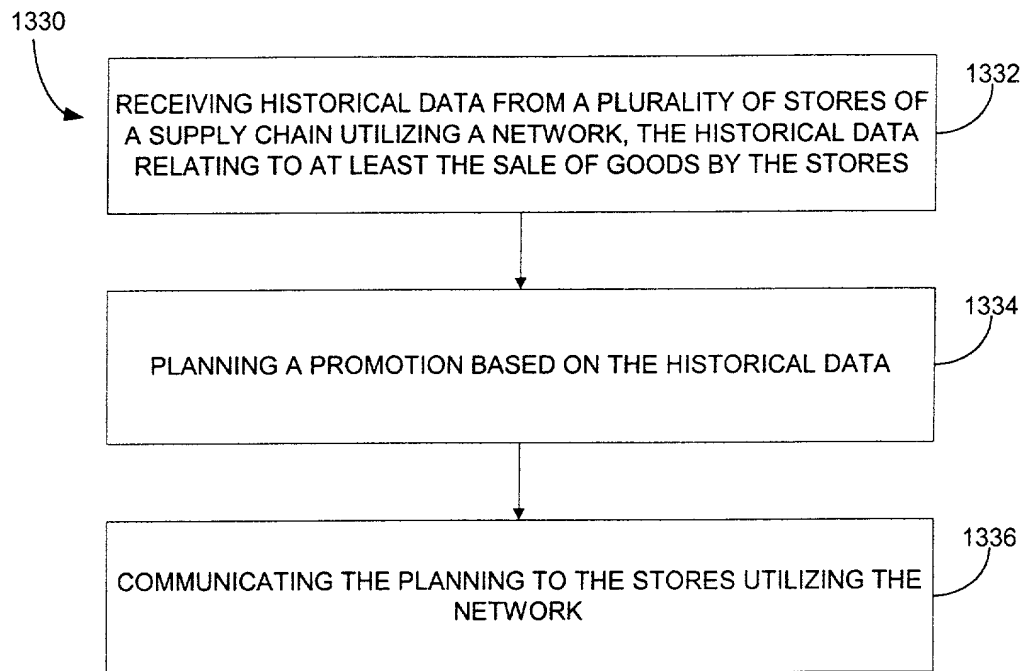 1330
1332
RECEIVING HISTORICAL DATA FROM A PLURALITY OF STORES OF
A SUPPLY CHAIN UTILIZING A NETWORK, THE HISTORICAL DATA
RELATING TO AT LEAST THE SALE OF GOODS BY THE STORES
1334
PLANNING A PROMOTION BASED ON THE HISTORICAL DATA
1336
COMMUNICATING THE PLANNING TO THE STORES UTILIZING THE
NETWORK